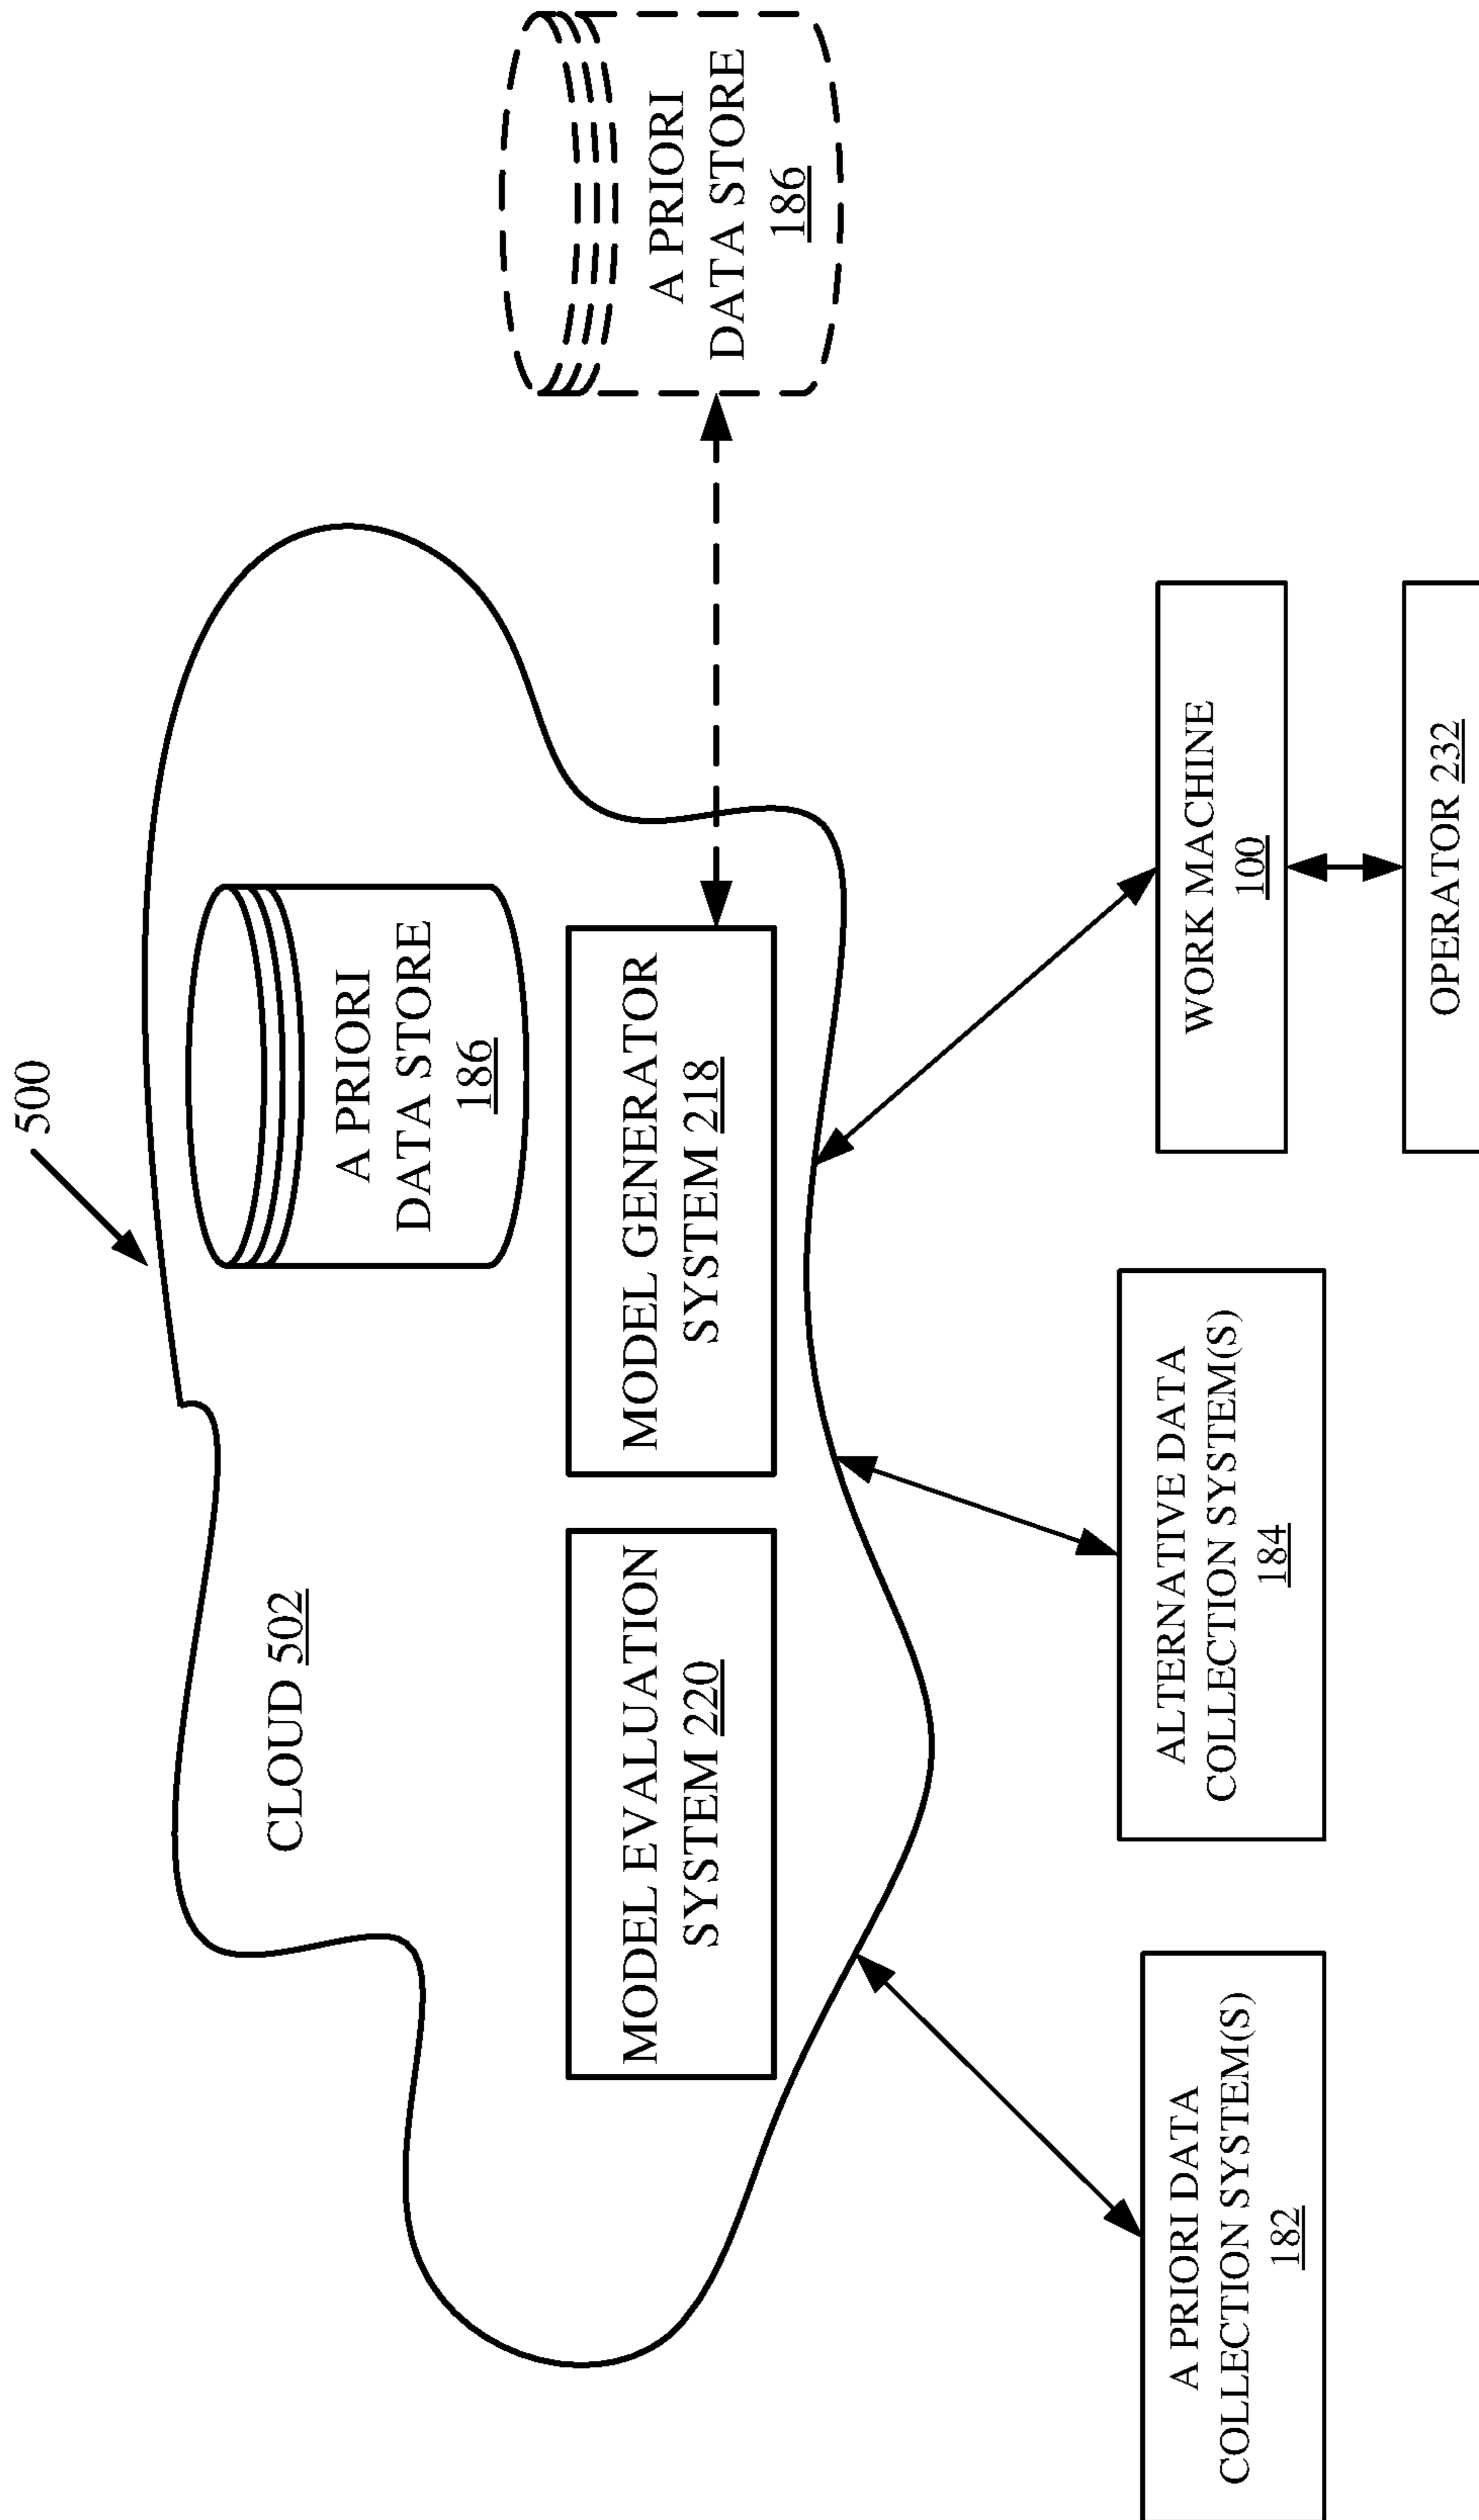 500
CLOUD 502
A PRIORI
DATA STORE
186
MODEL EVALUATION
SYSTEM 220
MODEL GENERATOR
SYSTEM 218
A PRIORI
DATA STORE
186
A PRIORI DATA
COLLECTION SYSTEM(S)
182
ALTERNATIVE DATA
COLLECTION SYSTEM(S)
184
WORK MACHINE
100
OPERATOR 232